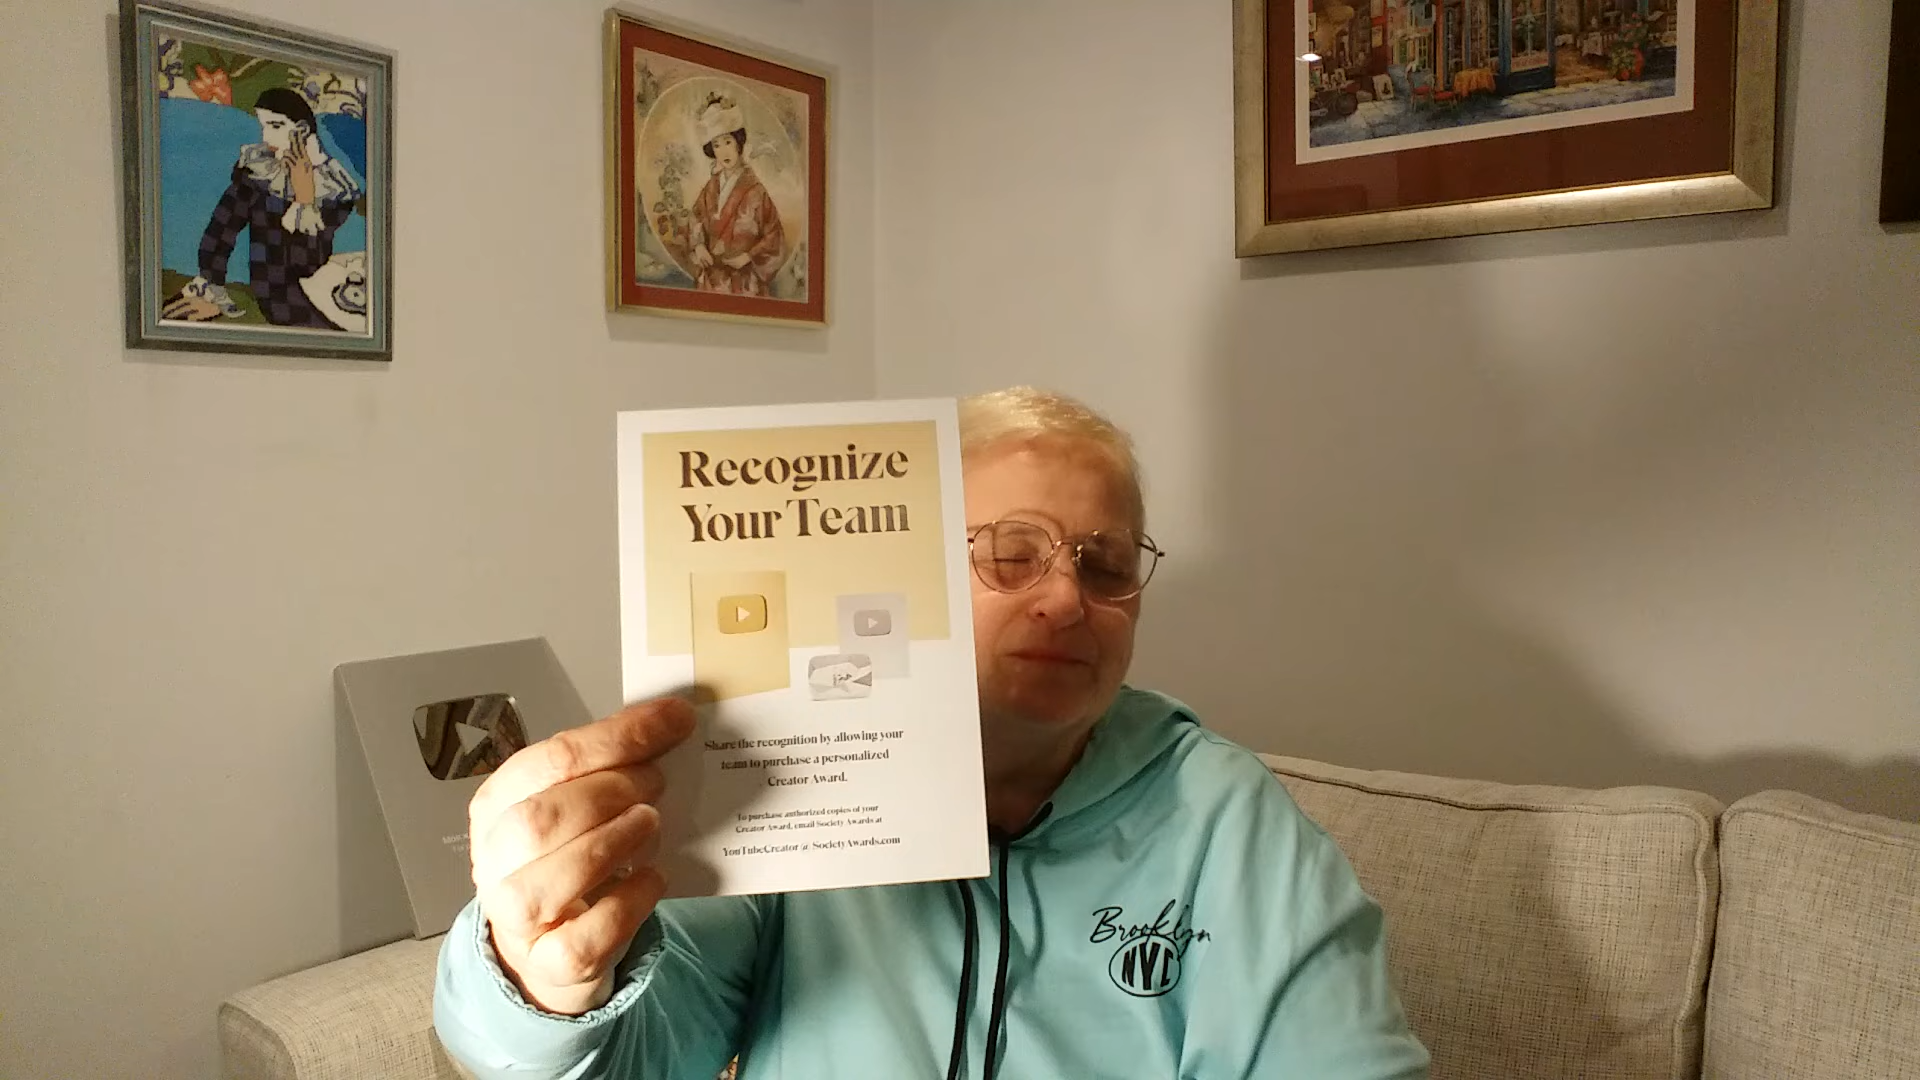 Recognize
Your Team
Share the recognition by allowing your
team to purchase a personalized
Creator Award.
To purchase authorized copies of your
Creator Award, email Society Awards at
YouTubeCreator@SocietyAwards.com
Brooklyn
NYC